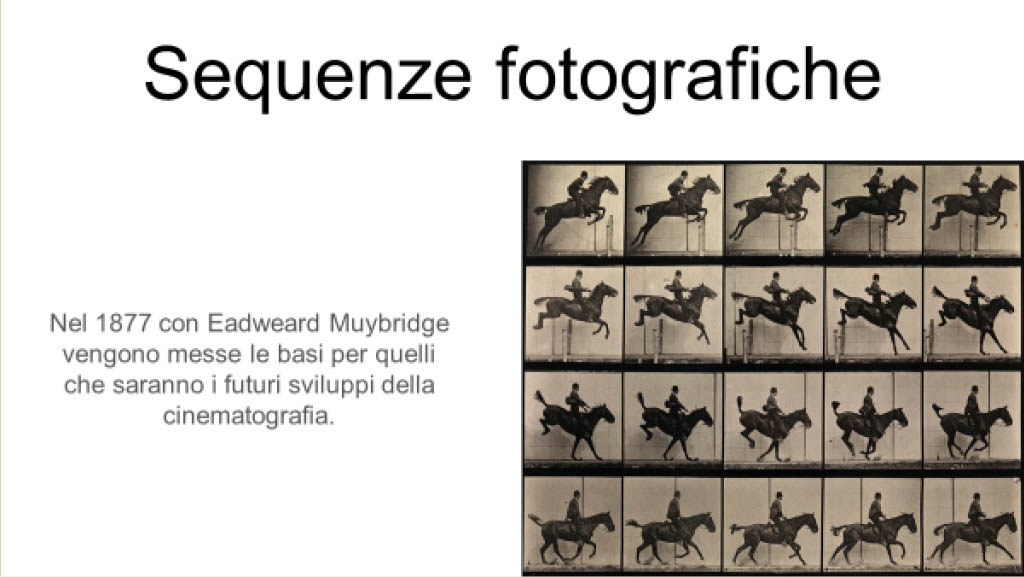 Sequenze fotografiche
Nel 1877 con Eadweard Muybridge
vengono messe le basi per quelli
che saranno i futuri sviluppi della
cinematografia.